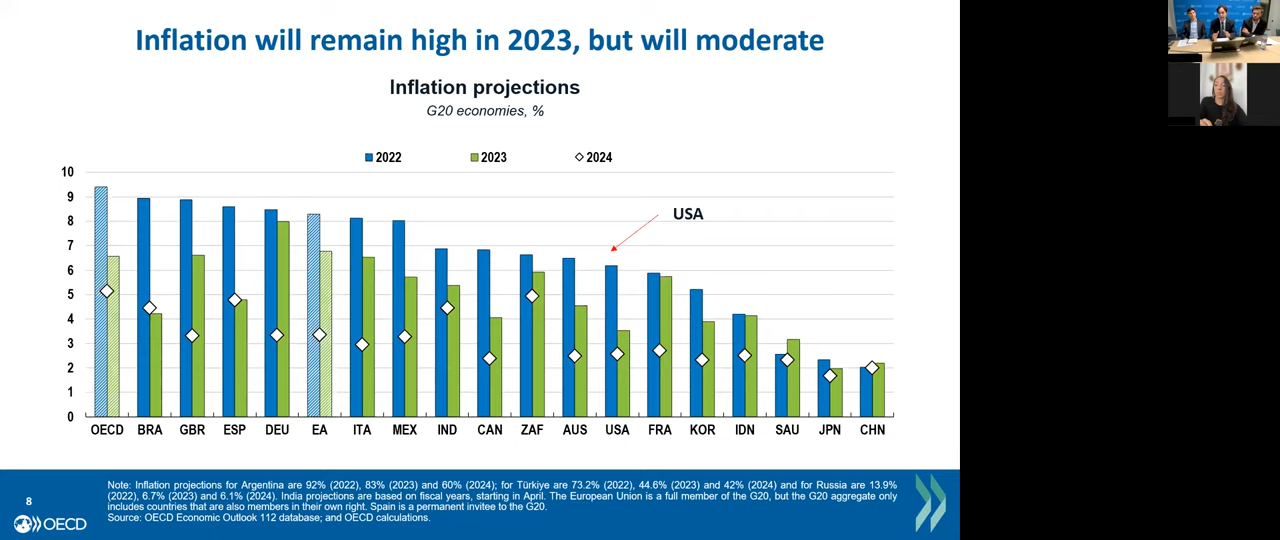 Inflation will remain high in 2023, but will moderate
Inflation projections
G20 economies, %
2022 2023 2024
USA
10
9
8
7
6
5
4
3
2
1
0
OECD BRA GBR ESP DEU EA ITA MEX IND CAN ZAF AUS USA FRA KOR IDN SAU JPN CHN
Note: Inflation projections for Argentina are 92% (2022), 83% (2023) and 60% (2024); for Türkiye are 73.2% (2022), 44.6% (2023) and 42% (2024) and for Russia are 13.9%
(2022), 6.7% (2023) and 6.1% (2024). India projections are based on fiscal years, starting in April. The European Union is a full member of the G20, but the G20 aggregate only
includes countries that are also members in their own right. Spain is a permanent invitee to the G20.
Source: OECD Economic Outlook 112 database; and OECD calculations.
8
OECD